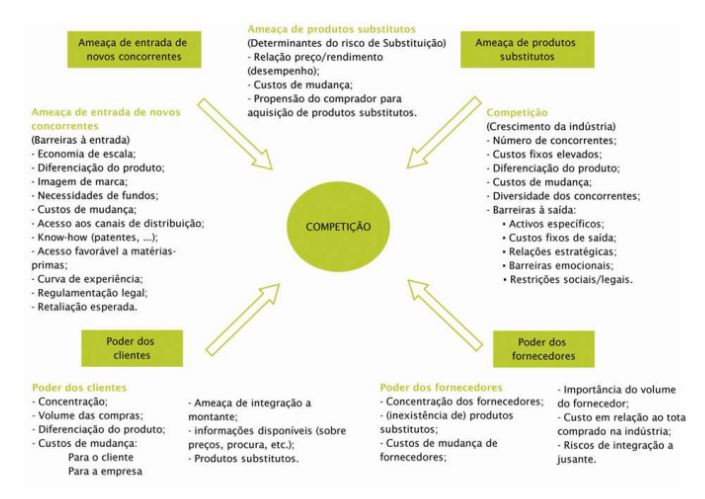 Ameaça de entrada de
novos concorrentes
Ameaça de produtos substitutos
(Determinantes do risco de Substituição)
- Relação preço/rendimento
(desempenho);
- Custos de mudança;
- Propensão do comprador para
aquisição de produtos substitutos.
Ameaça de produtos
substitutos
Ameaça de entrada de novos
concorrentes
(Barreiras à entrada)
- Economia de escala;
- Diferenciação do produto;
- Imagem de marca;
- Necessidades de fundos;
- Custos de mudança;
- Acesso aos canais de distribuição;
- Know-how (patentes, ...);
- Acesso favorável a matérias-
primas;
- Curva de experiência;
- Regulamentação legal;
- Retaliação esperada.
COMPETIÇÃO
Competição
(Crescimento da indústria)
- Número de concorrentes;
- Custos fixos elevados;
- Diferenciação do produto;
- Custos de mudança;
- Diversidade dos concorrentes;
- Barreiras à saída:
• Activos específicos;
• Custos fixos de saída;
• Relações estratégicas;
• Barreiras emocionais;
• Restrições sociais/legais.
Poder dos
clientes
Poder dos
fornecedores
Poder dos clientes
- Concentração;
- Volume das compras;
- Diferenciação do produto;
- Custos de mudança:
Para o cliente
Para a empresa
- Ameaça de integração a
montante;
- informações disponíveis (sobre
preços, procura, etc.);
- Produtos substitutos.
Poder dos fornecedores
- Concentração dos fornecedores;
- (inexistência de) produtos
substitutos;
- Custos de mudança de
fornecedores;
- Importância do volume
do fornecedor;
- Custo em relação ao tota
comprado na indústria;
- Riscos de integração a
jusante.